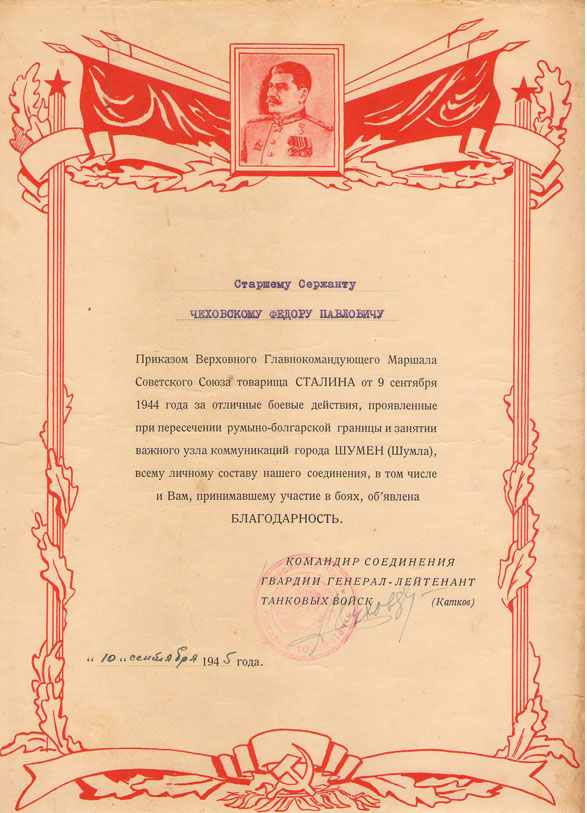 Старшему Сержанту
ЧЕХОВСКОМУ ФЕДОРУ ПАВЛОВИЧУ
Приказом Верховного Главнокомандующего Маршала
Советского Союза товарища СТАЛИНА от 9 сентября
1944 года за отличные боевые действия, проявленные
при пересечении румыно-болгарской границы и занятии
важного узла коммуникаций города ШУМЕН (Шумла),
всему личному составу нашего соединения, в том числе
и Вам, принимавшему участие в боях, об’явлена
БЛАГОДАРНОСТЬ.
КОМАНДИР СОЕДИНЕНИЯ
ГВАРДИИ ГЕНЕРАЛ-ЛЕЙТЕНАНТ
ТАНКОВЫХ ВОЙСК (Катков)
„10" сентября 1945 года.